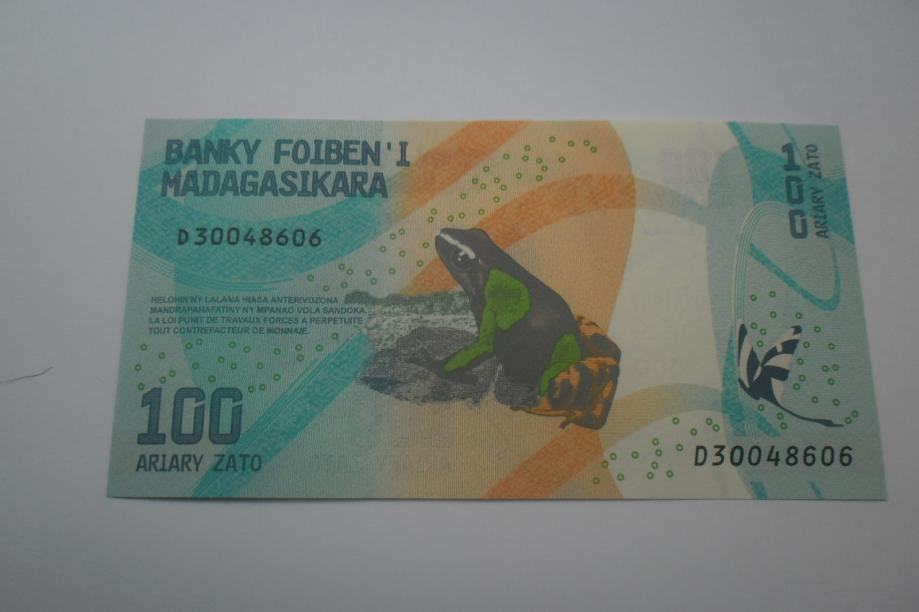 BANKY FOIBEN'I
MADAGASIKARA
D30048606
HELOHIN'NY LALANA HIASA ANTERIVOZONA
MANDRAPAHAFATINY NY MPANAO VOLA SANDOKA.
LA LOI PUNIT DE TRAVAUX FORCES A PERPETUITE
TOUT CONTREFACTEUR DE MONNAIE.
100
ARIARY ZATO
100
ARIARY ZATO
D30048606